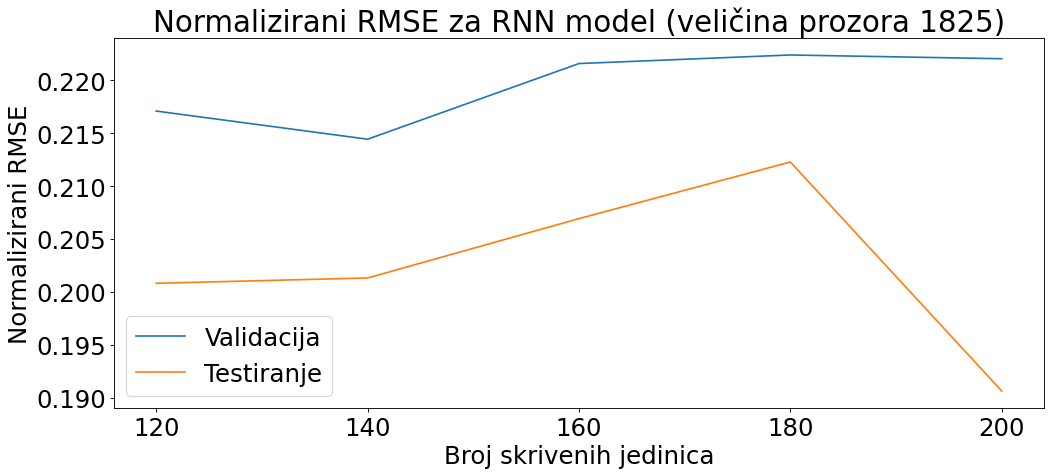 Normalizirani RMSE za RNN model (veličina prozora 1825)
Normalizirani RMSE
0.220
0.215
0.210
0.205
0.200
0.195
0.190
Validacija
Testiranje
120 140 160 180 200
Broj skrivenih jedinica